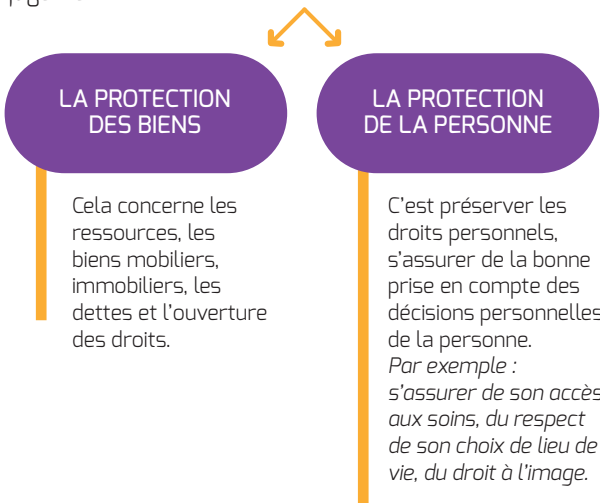 LA PROTECTION
DES BIENS
Cela concerne les
ressources, les
biens mobiliers,
immobiliers, les
dettes et l'ouverture
des droits.
LA PROTECTION
DE LA PERSONNE
C'est préserver les
droits personnels,
s'assurer de la bonne
prise en compte des
décisions personnelles
de la personne.
Par exemple :
s'assurer de son accès
aux soins, du respect
de son choix de lieu de
vie, du droit à l'image.